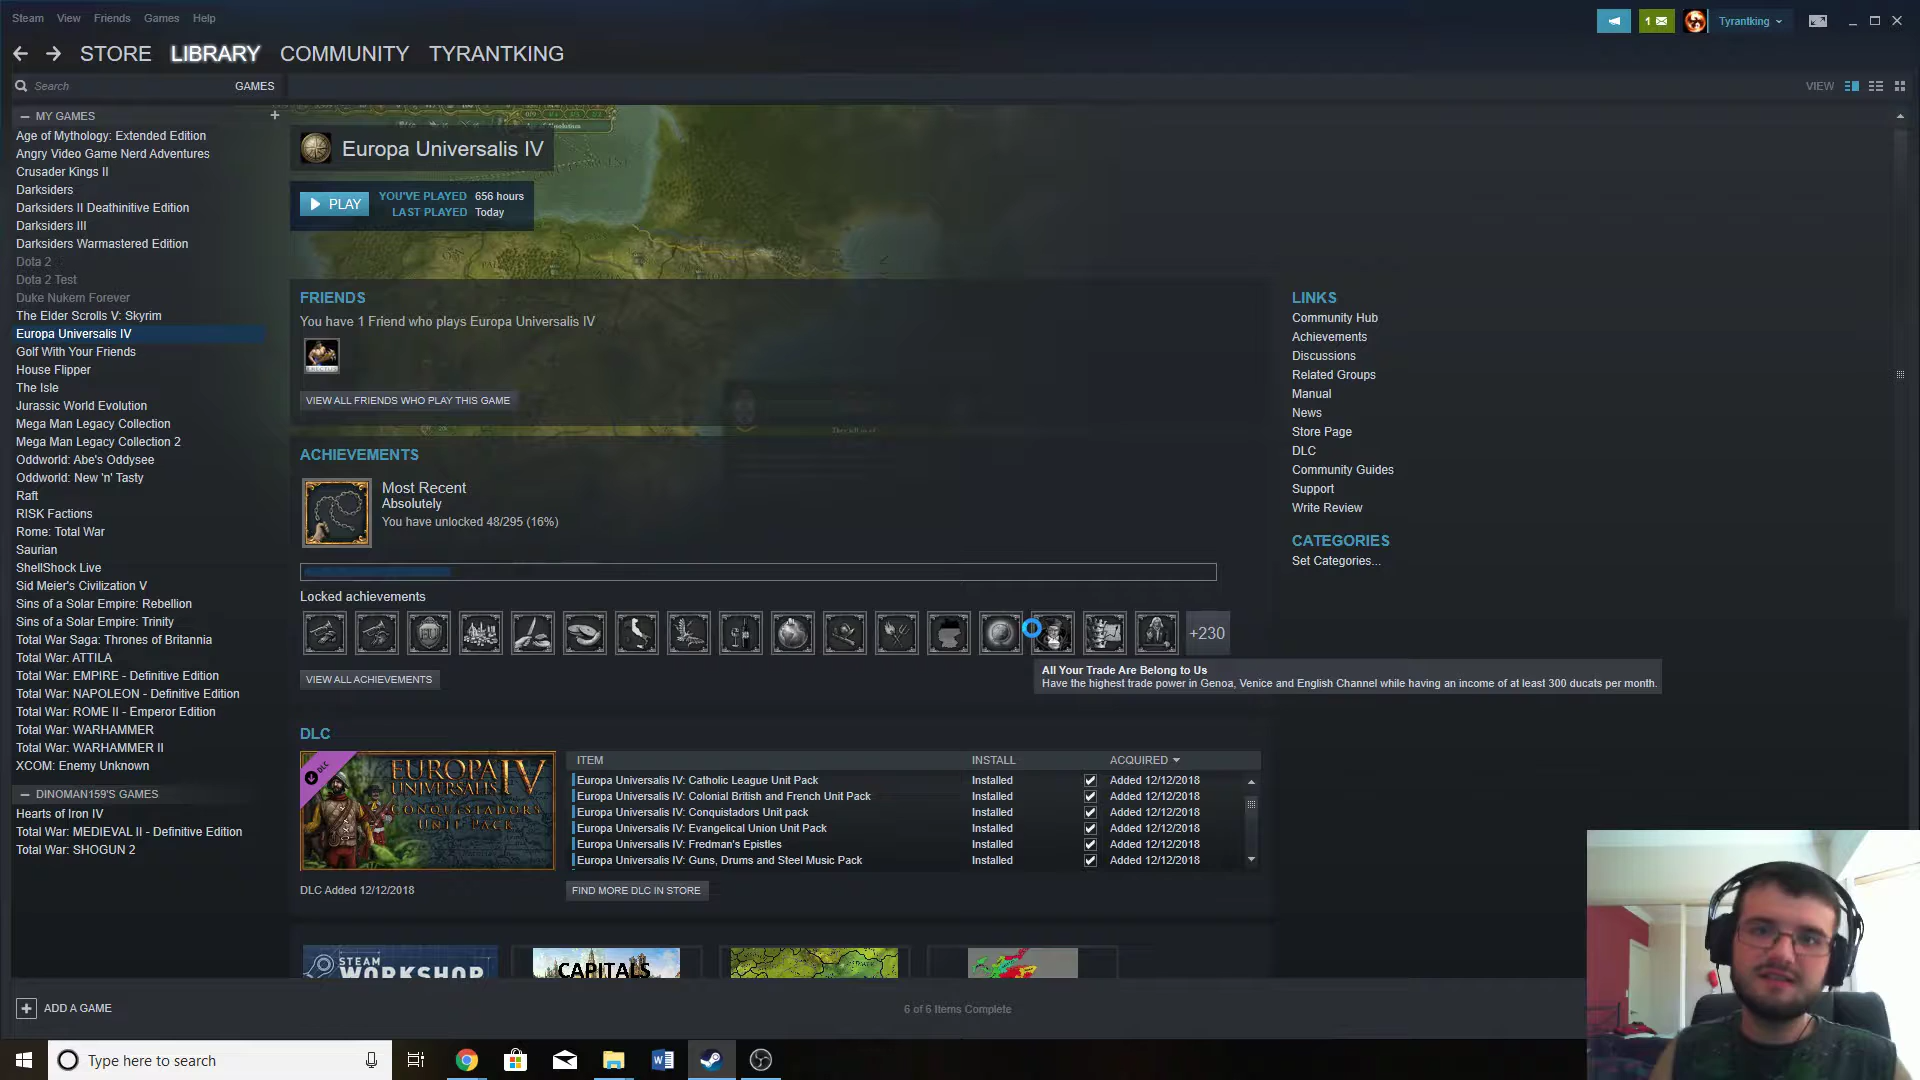 Steam View Friends Games Help
1
Tyrantking
STORE LIBRARY COMMUNITY TYRANTKING
Search GAMES
VIEW
MY GAMES
Age of Mythology: Extended Edition
Angry Video Game Nerd Adventures
Crusader Kings II
Darksiders
Darksiders II Deathinitive Edition
Darksiders III
Darksiders Warmastered Edition
Dota 2
Dota 2 Test
Duke Nukem Forever
The Elder Scrolls V: Skyrim
Europa Universalis IV
Golf With Your Friends
House Flipper
The Isle
Jurassic World Evolution
Mega Man Legacy Collection
Mega Man Legacy Collection 2
Oddworld: Abe's Oddysee
Oddworld: New 'n' Tasty
Raft
RISK Factions
Rome: Total War
Saurian
ShellShock Live
Sid Meier's Civilization V
Sins of a Solar Empire: Rebellion
Sins of a Solar Empire: Trinity
Total War Saga: Thrones of Britannia
Total War: ATTILA
Total War: EMPIRE - Definitive Edition
Total War: NAPOLEON - Definitive Edition
Total War: ROME II - Emperor Edition
Total War: WARHAMMER
Total War: WARHAMMER II
XCOM: Enemy Unknown
DINOMAN159'S GAMES
Hearts of Iron IV
Total War: MEDIEVAL II - Definitive Edition
Total War: SHOGUN 2
ADD A GAME
Europa Universalis IV
PLAY
YOU'VE PLAYED 656 hours
LAST PLAYED Today
FRIENDS
You have 1 Friend who plays Europa Universalis IV
VIEW ALL FRIENDS WHO PLAY THIS GAME
ACHIEVEMENTS
Most Recent
Absolutely
You have unlocked 48/295 (16%)
Locked achievements
+230
All Your Trade Are Belong to Us
Have the highest trade power in Genoa, Venice and English Channel while having an income of at least 300 ducats per month.
VIEW ALL ACHIEVEMENTS
DLC
DLC
EUROPA
UNIVERSALIS IV
CONQUISTADORS
UNIT PACK
DLC Added 12/12/2018
ITEM INSTALL ACQUIRED
Europa Universalis IV: Catholic League Unit Pack Installed Added 12/12/2018
Europa Universalis IV: Colonial British and French Unit Pack Installed Added 12/12/2018
Europa Universalis IV: Conquistadors Unit pack Installed Added 12/12/2018
Europa Universalis IV: Evangelical Union Unit Pack Installed Added 12/12/2018
Europa Universalis IV: Fredman's Epistles Installed Added 12/12/2018
Europa Universalis IV: Guns, Drums and Steel Music Pack Installed Added 12/12/2018
FIND MORE DLC IN STORE
STEAM
WORKSHOP
CAPITALS
6 of 6 Items Complete
LINKS
Community Hub
Achievements
Discussions
Related Groups
Manual
News
Store Page
DLC
Community Guides
Support
Write Review
CATEGORIES
Set Categories...
Type here to search